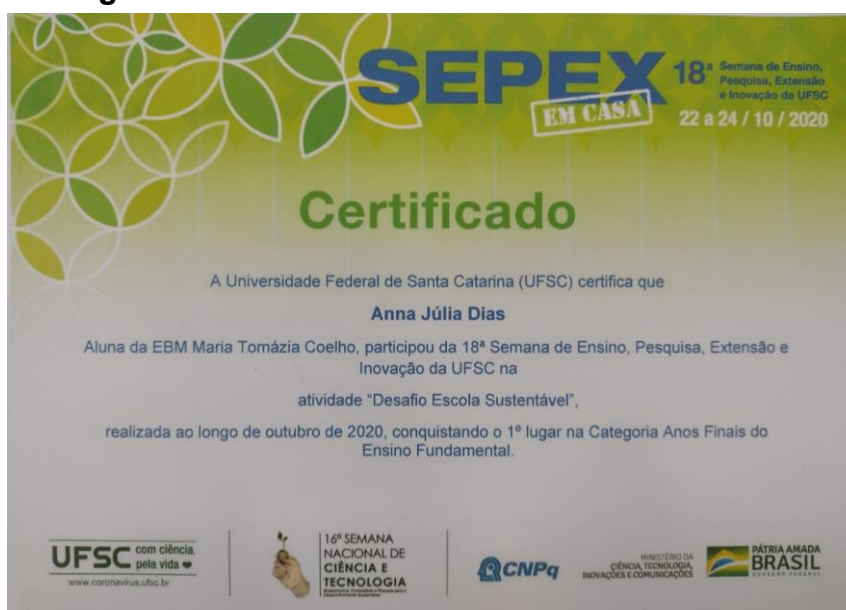 SEPEX
EM CASA
18ª Semana de Ensino,
Pesquisa, Extensão
e Inovação da UFSC
22 a 24 / 10 / 2020
Certificado
A Universidade Federal de Santa Catarina (UFSC) certifica que
Anna Júlia Dias
Aluna da EBM Maria Tomázia Coelho, participou da 18ª Semana de Ensino, Pesquisa, Extensão e
Inovação da UFSC na
atividade “Desafio Escola Sustentável”,
realizada ao longo de outubro de 2020, conquistando o 1º lugar na Categoria Anos Finais do
Ensino Fundamental.
UFSC com ciência,
pela vida
www.coronavirus.ufsc.br
16ª SEMANA
NACIONAL DE
CIÊNCIA E
TECNOLOGIA
CNPq
MINISTÉRIO DA
CIÊNCIA, TECNOLOGIA,
INOVAÇÕES E COMUNICAÇÕES
PÁTRIA AMADA
BRASIL
GOVERNO FEDERAL